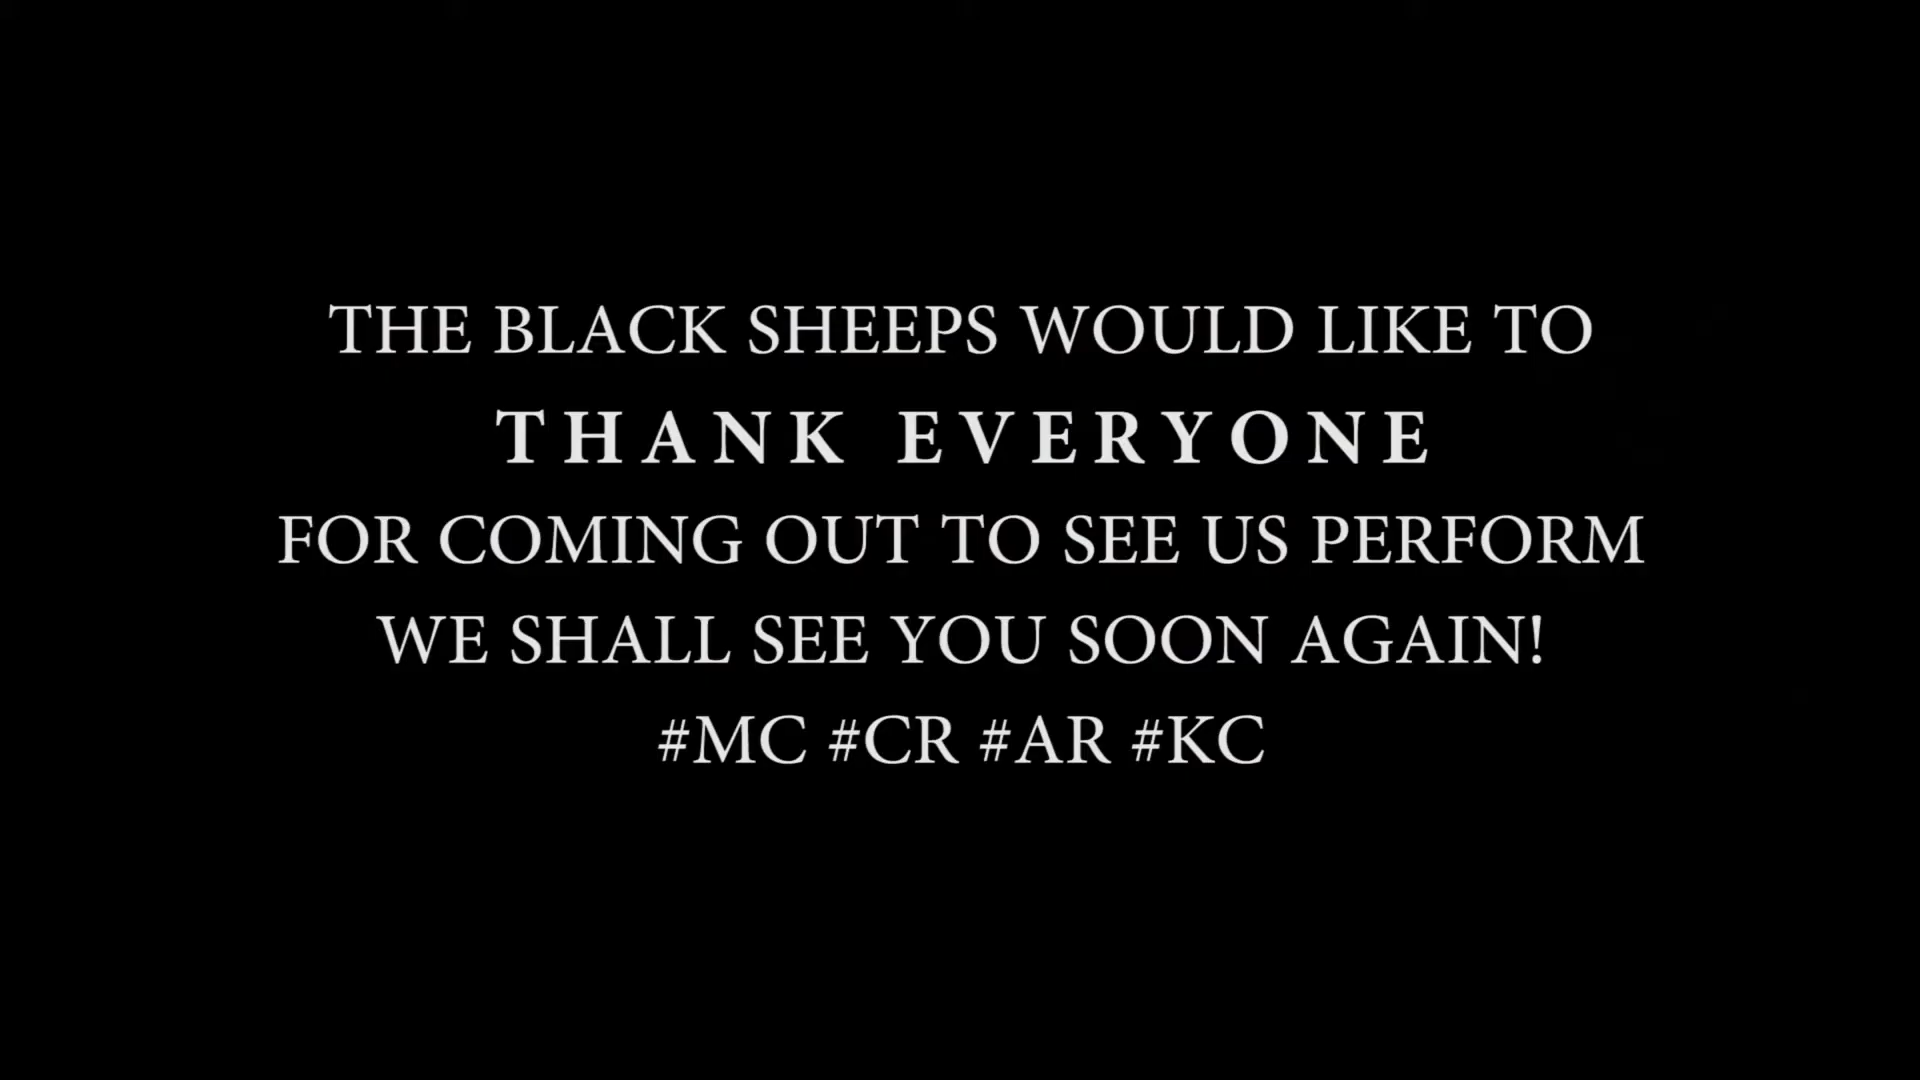 THE BLACK SHEEPS WOULD LIKE TO
THANK EVERYONE
FOR COMING OUT TO SEE US PERFORM
WE SHALL SEE YOU SOON AGAIN!
#MC #CR #AR #KC